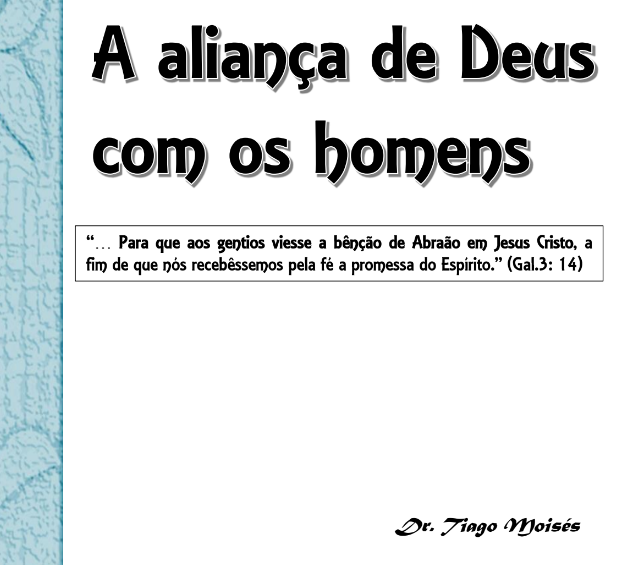 A aliança de Deus
com os homens
“... Para que aos gentios viesse a bênção de Abraão em Jesus Cristo, a
fim de que nós recebêssemos pela fé a promessa do Espírito.” (Gal.3: 14)
Dr. Tiago Moisés